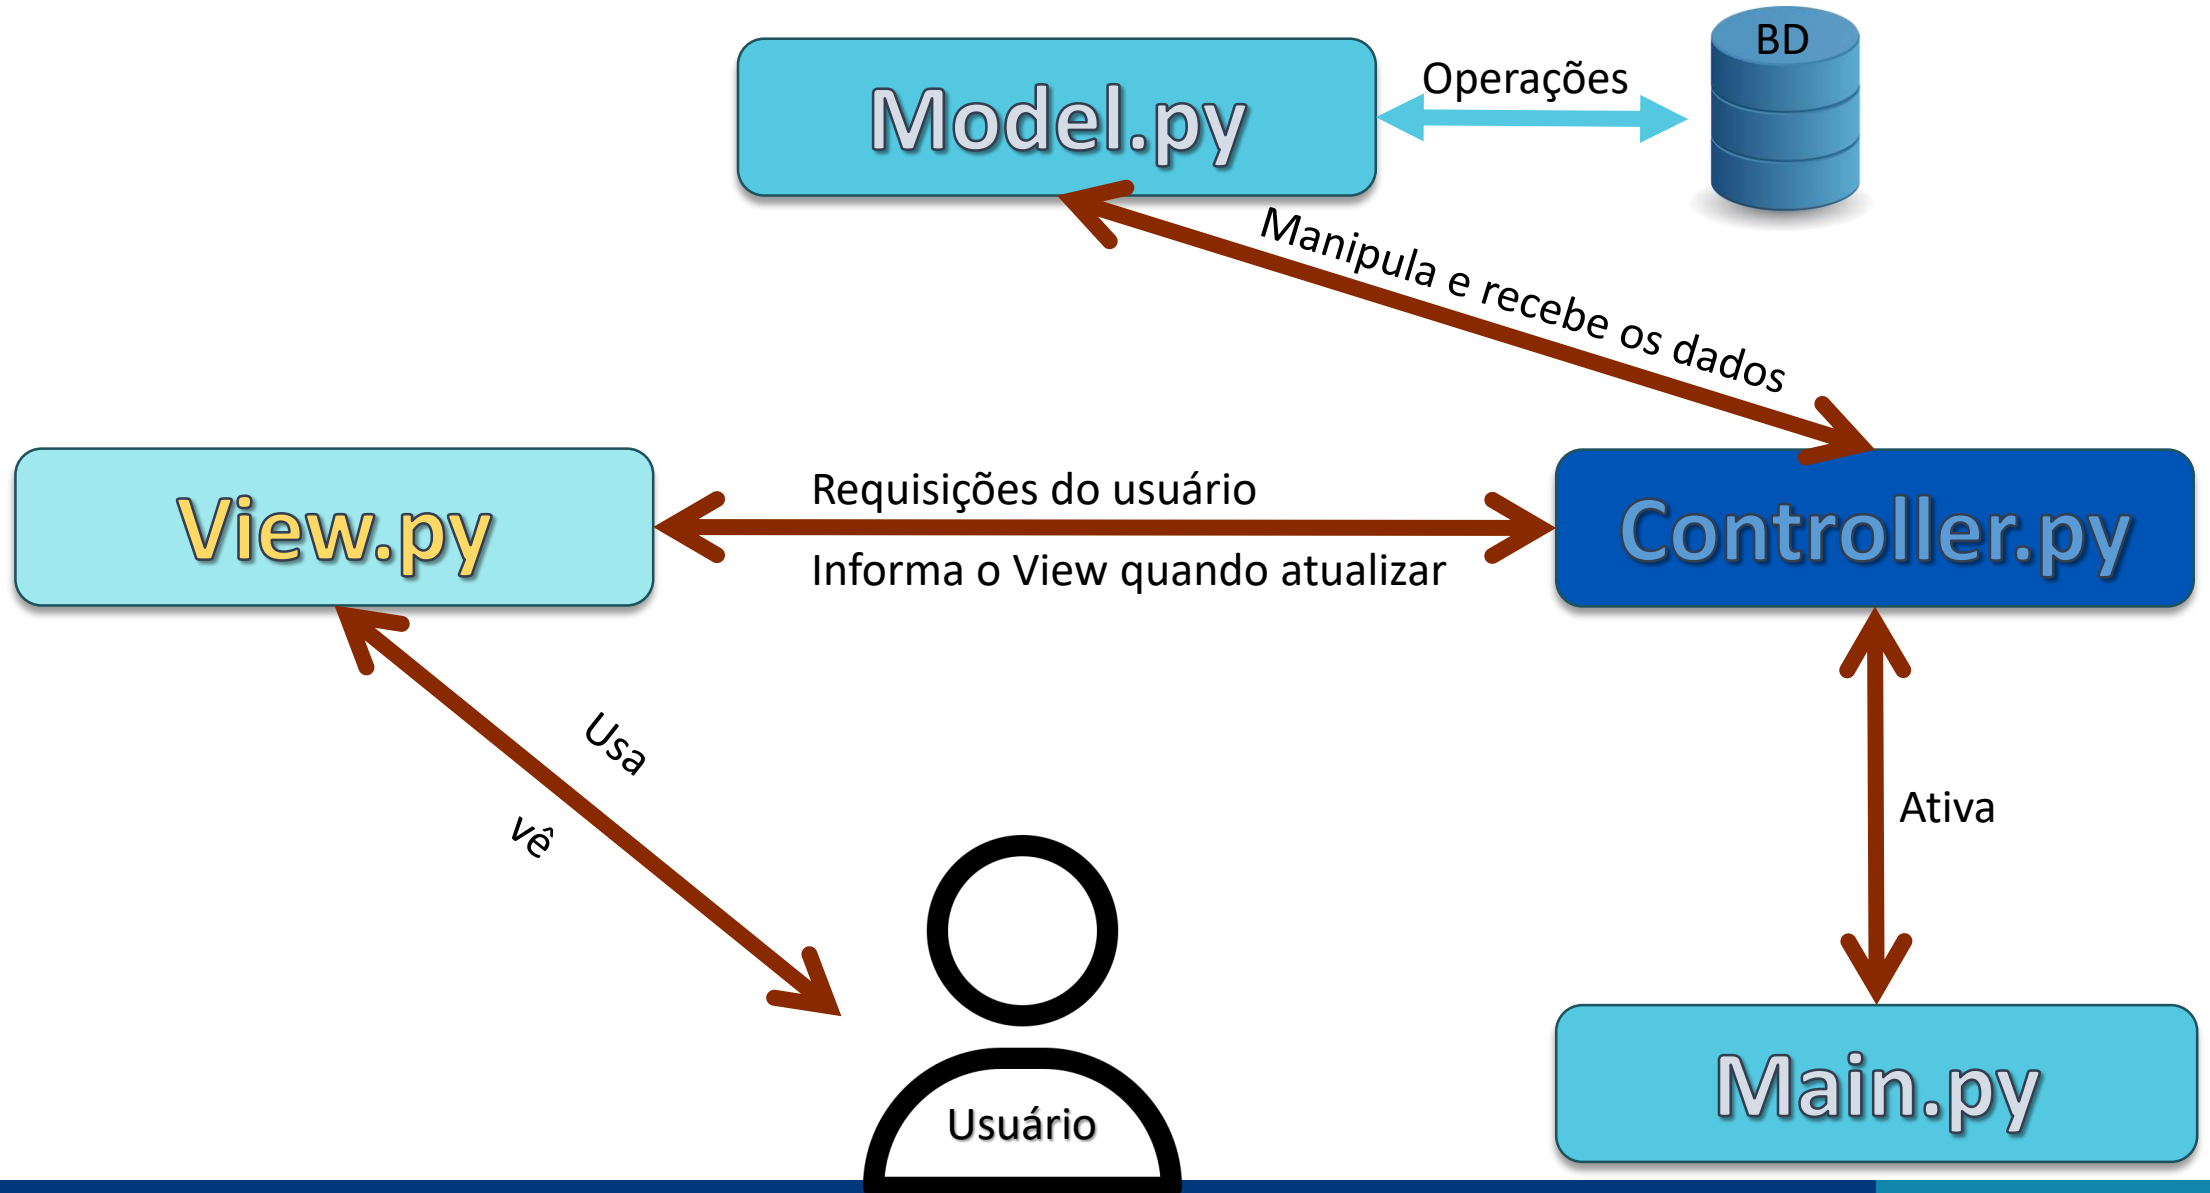 BD
Operações
Model.py
Manipula e recebe os dados
Requisições do usuário
View.py
Controller.py
Informa o View quando atualizar
Usa
vê
Ativa
Main.py
Usuário